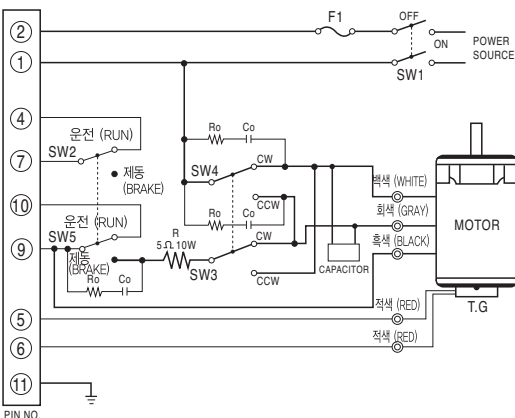 ② F1 OFF ON POWER
SOURCE
① SW1
④
운전 (RUN)
⑦ SW2
제동
(BRAKE)
Ro Co
SW4 CW
CCW
Ro Co
⑩
운전 (RUN)
⑨ SW5
제동
(BRAKE)
Ro Co
R
5Ω 10W
CW
SW3
CCW
CAPACITOR
백색 (WHITE)
회색 (GRAY)
흑색 (BLACK)
MOTOR
⑤ 적색 (RED)
T.G
⑥ 적색 (RED)
⑪
PIN NO.